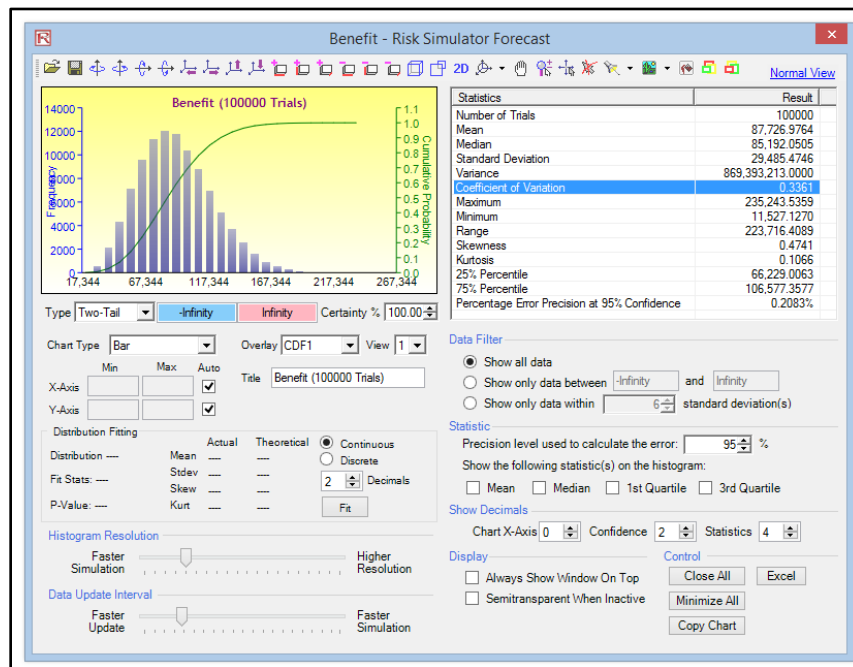 Benefit - Risk Simulator Forecast
2D
Normal View
Benefit (100000 Trials)
14000
12000
10000
8000
6000
4000
2000
0
Frequency
1.1
1.0
0.9
0.8
0.7
0.6
0.5
0.4
0.3
0.2
0.1
0.0
Cumulative Probability
17,344 67,344 117,344 167,344 217,344 267,344
Statistics Result
Number of Trials 100000
Mean 87,726.9764
Median 85,192.0505
Standard Deviation 29,485.4746
Variance 869,393,213.0000
Coefficient of Variation 0.3361
Maximum 235,243.5359
Minimum 11,527.1270
Range 223,716.4089
Skewness 0.4741
Kurtosis 0.1066
25% Percentile 66,229.0063
75% Percentile 106,577.3577
Percentage Error Precision at 95% Confidence 0.2083%
Type Two-Tail -Infinity Infinity Certainty % 100.00
Chart Type Bar Overlay CDF1 View 1
Min Max Auto
X-Axis
Y-Axis
Title Benefit (100000 Trials)
Distribution Fitting
Actual Theoretical
Distribution ---- Mean ---- ----
Stdev ---- ----
Fit Stats: ---- Skew ---- ----
P-Value: ---- Kurt ---- ----
Continuous
Discrete
2 Decimals
Fit
Histogram Resolution
Faster Simulation Higher Resolution
Data Update Interval
Faster Update Faster Simulation
Data Filter
Show all data
Show only data between -Infinity and Infinity
Show only data within 6 standard deviation(s)
Statistic
Precision level used to calculate the error: 95 %
Show the following statistic(s) on the histogram:
Mean Median 1st Quartile 3rd Quartile
Show Decimals
Chart X-Axis 0 Confidence 2 Statistics 4
Display
Always Show Window On Top
Semitransparent When Inactive
Control
Close All Excel
Minimize All
Copy Chart